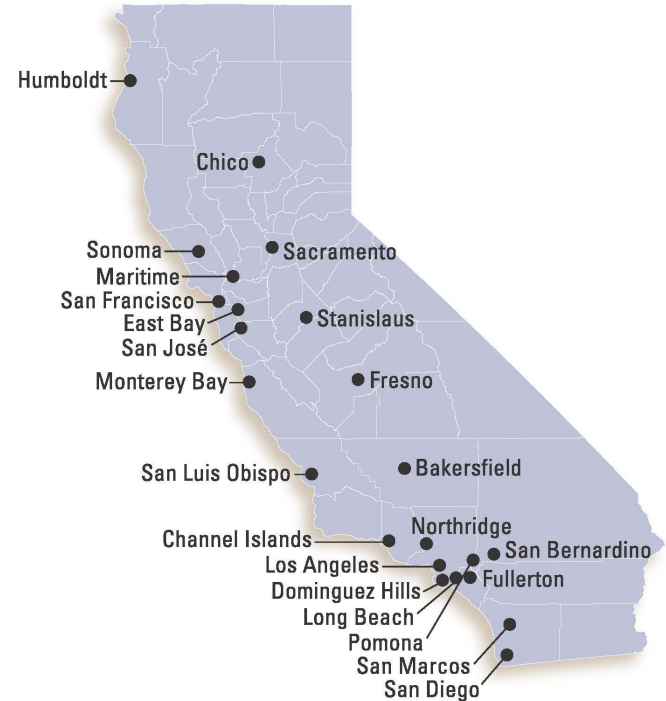 Humboldt
Chico
Sonoma
Sacramento
Maritime
San Francisco
East Bay
Stanislaus
San José
Monterey Bay
Fresno
San Luis Obispo
Bakersfield
Channel Islands
Northridge
San Bernardino
Los Angeles
Dominguez Hills
Fullerton
Long Beach
Pomona
San Marcos
San Diego